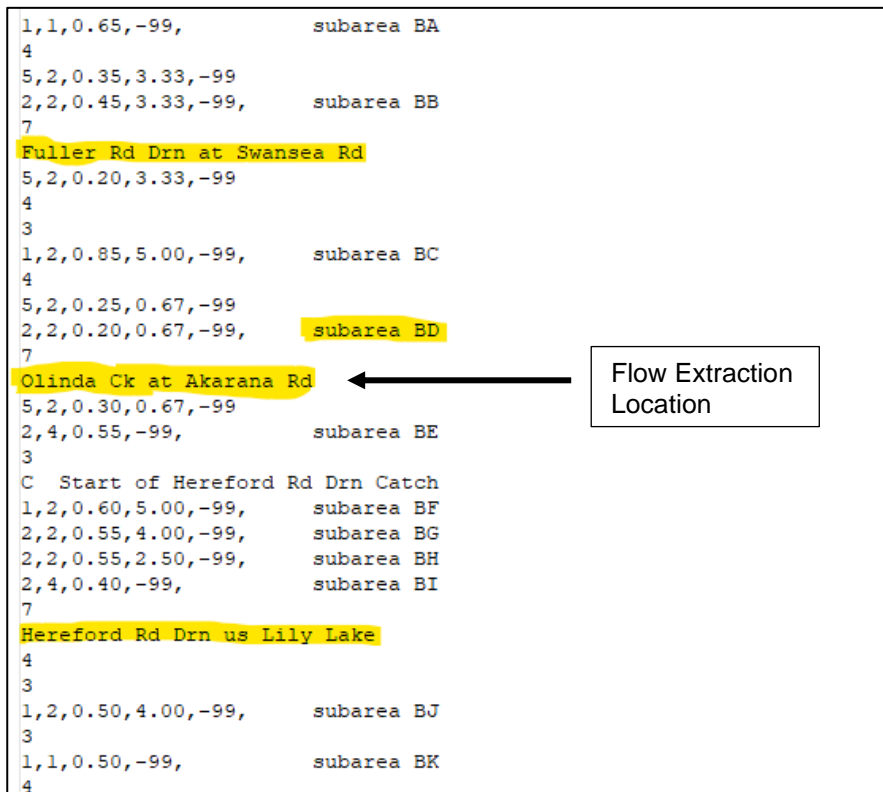 1,1,0.65,-99, subarea BA
4
5,2,0.35,3.33,-99
2,2,0.45,3.33,-99, subarea BB
7
Fuller Rd Drn at Swansea Rd
5,2,0.20,3.33,-99
4
3
1,2,0.85,5.00,-99, subarea BC
4
5,2,0.25,0.67,-99
2,2,0.20,0.67,-99, subarea BD
7
Olinda Ck at Akarana Rd
Flow Extraction
Location
5,2,0.30,0.67,-99
2,4,0.55,-99, subarea BE
3
C  Start of Hereford Rd Drn Catch
1,2,0.60,5.00,-99, subarea BF
2,2,0.55,4.00,-99, subarea BG
2,2,0.55,2.50,-99, subarea BH
2,4,0.40,-99, subarea BI
7
Hereford Rd Drn us Lily Lake
4
3
1,2,0.50,4.00,-99, subarea BJ
3
1,1,0.50,-99, subarea BK
4